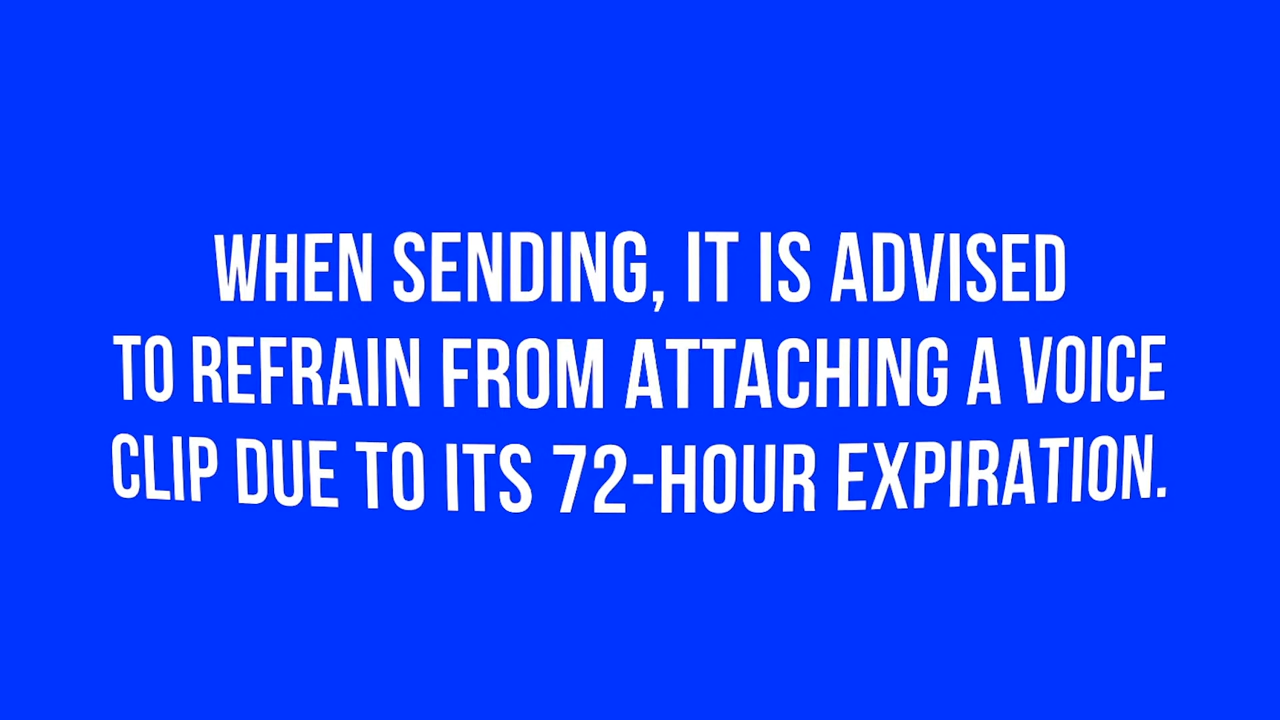 WHEN SENDING, IT IS ADVISED
TO REFRAIN FROM ATTACHING A VOICE
CLIP DUE TO ITS 72-HOUR EXPIRATION.